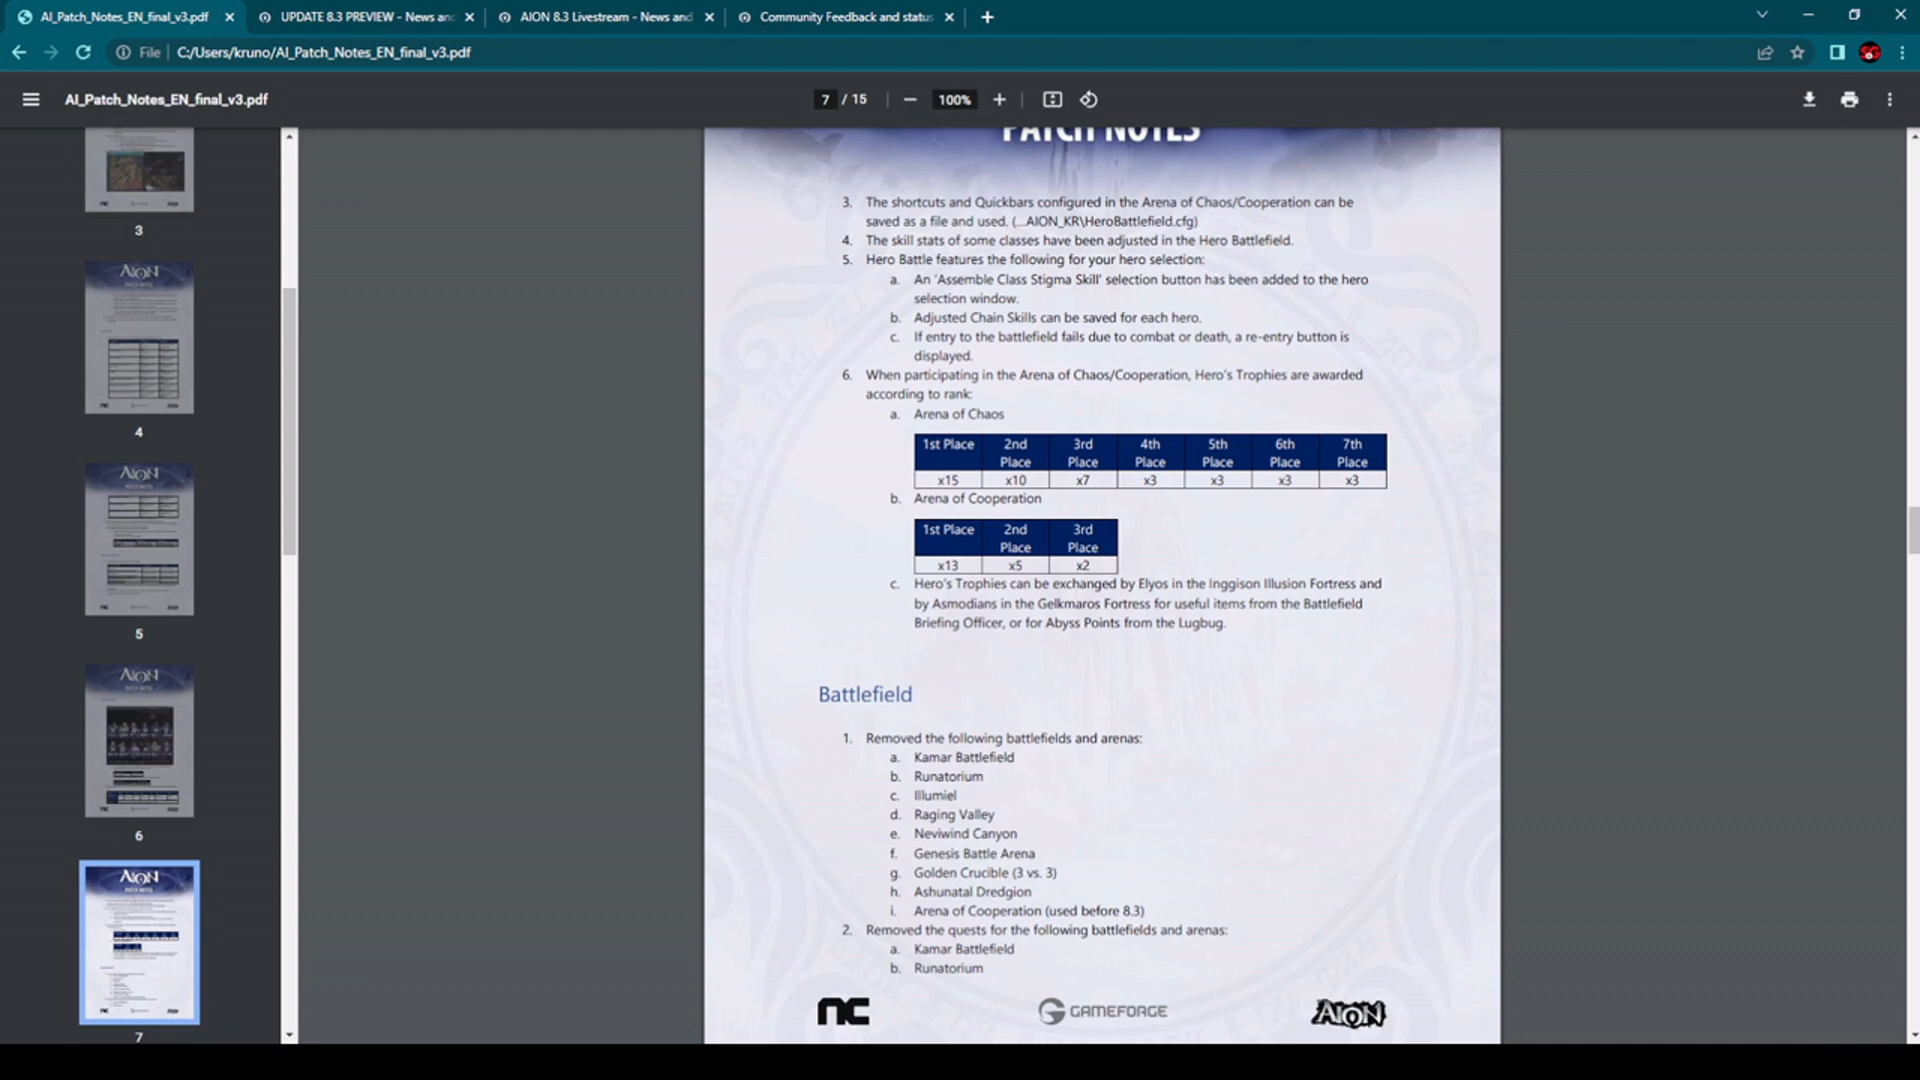 AI_Patch_Notes_EN_final_v3.pdf
UPDATE 8.3 PREVIEW - News and
AION 8.3 Livestream - News and
Community Feedback and status
File C:/Users/kruno/AI_Patch_Notes_EN_final_v3.pdf
AI_Patch_Notes_EN_final_v3.pdf
7 / 15
100%
3
AION
4
AION
5
AION
6
AION
PATCH NOTES
7
PATCH NOTES
3. The shortcuts and Quickbars configured in the Arena of Chaos/Cooperation can be
saved as a file and used. (...AION_KR\HeroBattlefield.cfg)
4. The skill stats of some classes have been adjusted in the Hero Battlefield.
5. Hero Battle features the following for your hero selection:
a. An ‘Assemble Class Stigma Skill’ selection button has been added to the hero
selection window.
b. Adjusted Chain Skills can be saved for each hero.
c. If entry to the battlefield fails due to combat or death, a re-entry button is
displayed.
6. When participating in the Arena of Chaos/Cooperation, Hero’s Trophies are awarded
according to rank:
a. Arena of Chaos
1st Place 2nd Place 3rd Place 4th Place 5th Place 6th Place 7th Place
x15 x10 x7 x3 x3 x3 x3
b. Arena of Cooperation
1st Place 2nd Place 3rd Place
x13 x5 x2
c. Hero’s Trophies can be exchanged by Elyos in the Inggison Illusion Fortress and
by Asmodians in the Gelkmaros Fortress for useful items from the Battlefield
Briefing Officer, or for Abyss Points from the Lugbug.
Battlefield
1. Removed the following battlefields and arenas:
a. Kamar Battlefield
b. Runatorium
c. Illumiel
d. Raging Valley
e. Neviwind Canyon
f. Genesis Battle Arena
g. Golden Crucible (3 vs. 3)
h. Ashunatal Dredgion
i. Arena of Cooperation (used before 8.3)
2. Removed the quests for the following battlefields and arenas:
a. Kamar Battlefield
b. Runatorium
NC
GAMEFORGE
AION